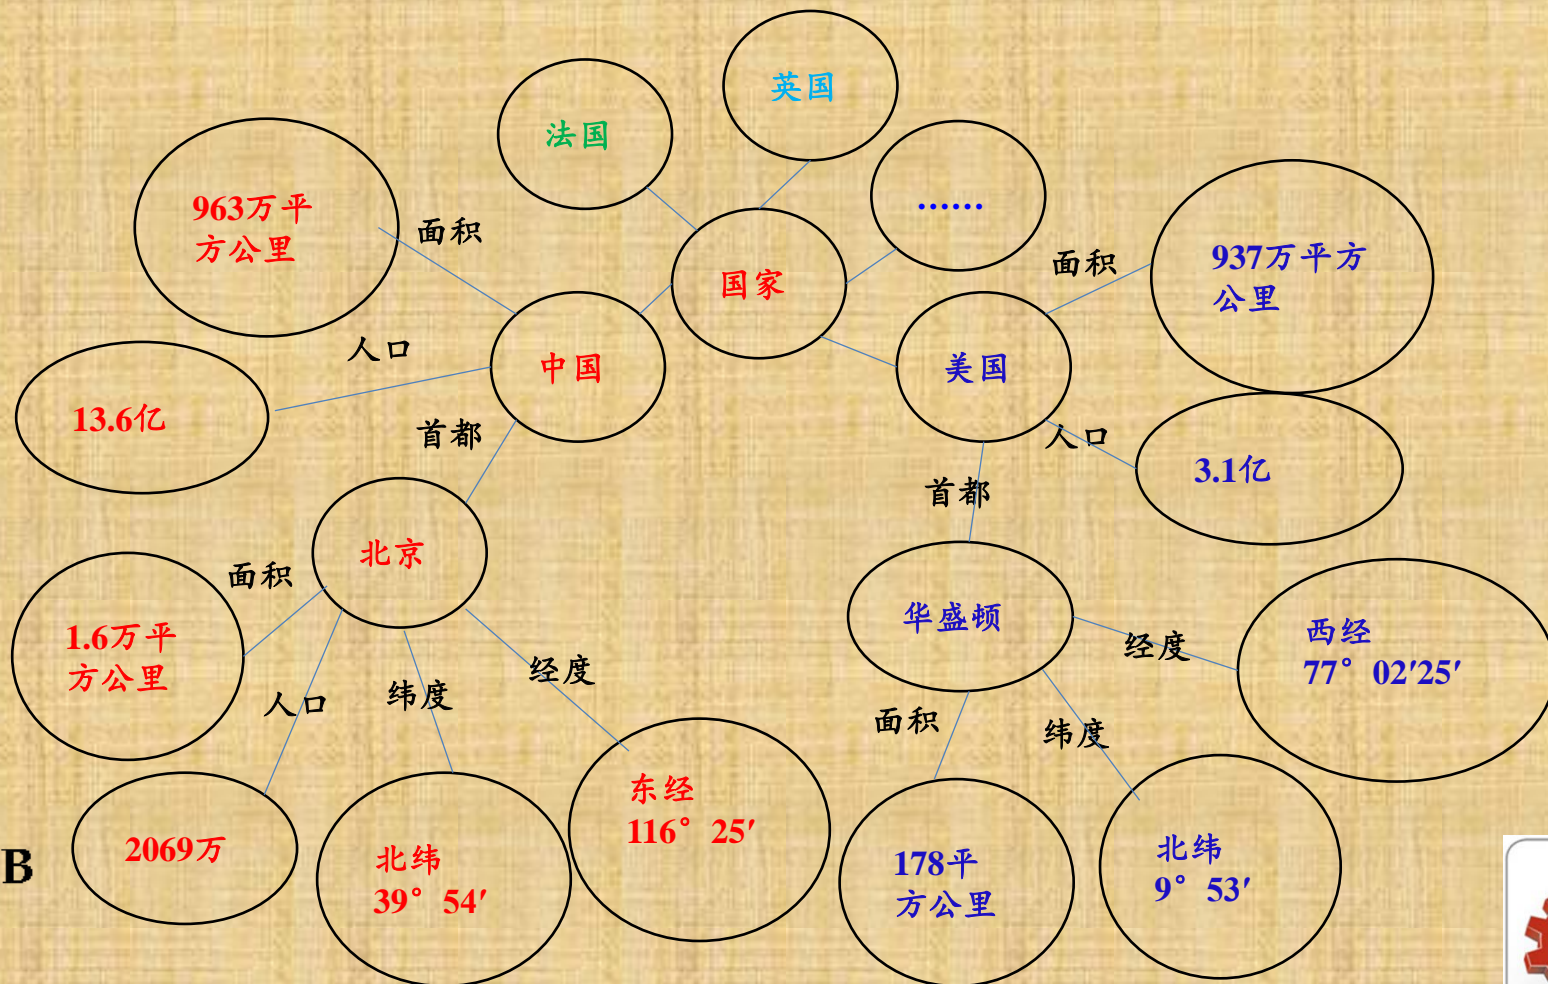 英国
法国
……
963万平
方公里
面积
国家
面积
937万平方
公里
人口
中国
美国
13.6亿
首都
人口
3.1亿
首都
北京
面积
华盛顿
1.6万平
方公里
人口
纬度
经度
经度
西经
77°02′25′
面积
纬度
2069万
北纬
39°54′
东经
116°25′
178平
方公里
北纬
9°53′
B